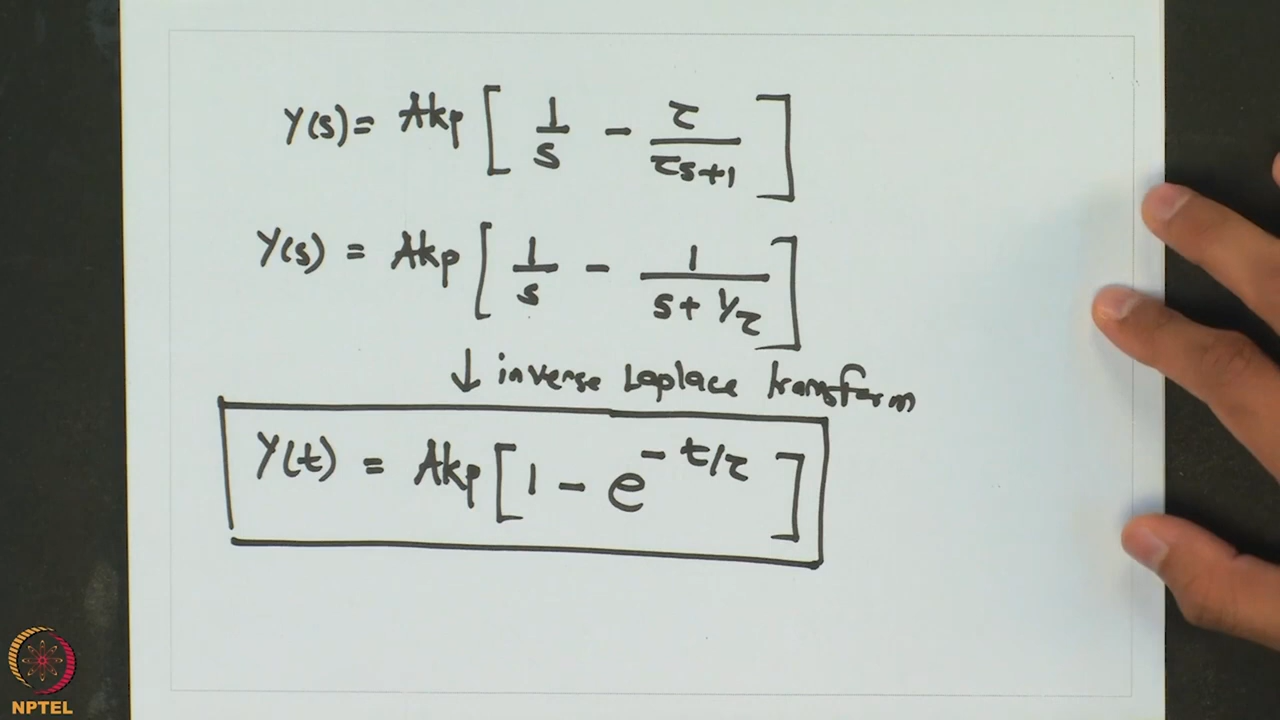 Y(s) = Akp [ 1/s - τ/(τs+1) ]
Y(s) = Akp [ 1/s - 1/(s + 1/τ) ]
↓ inverse Laplace transform
Y(t) = Akp [ 1 - e^(-t/τ) ]
NPTEL